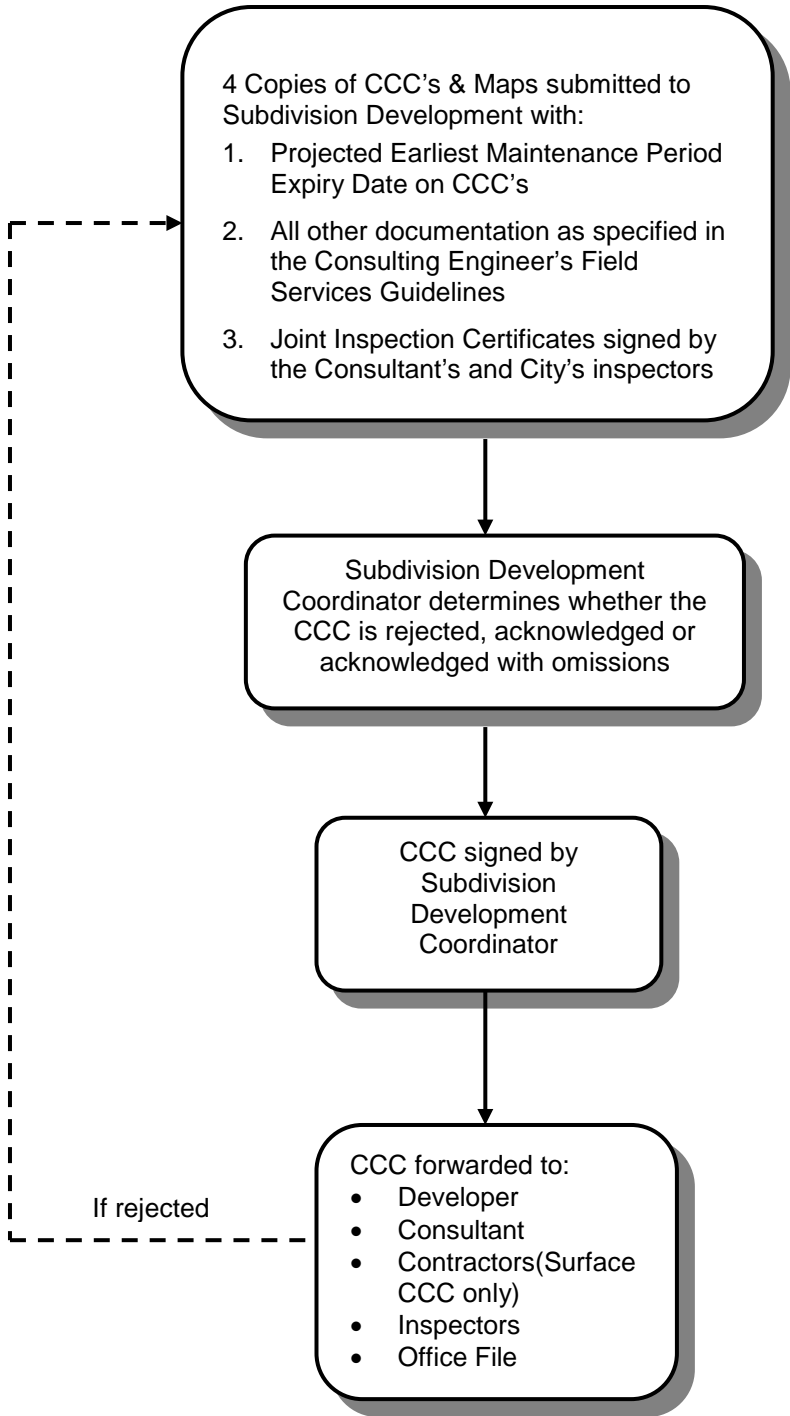 4 Copies of CCC's & Maps submitted to
Subdivision Development with:
1. Projected Earliest Maintenance Period
Expiry Date on CCC's
2. All other documentation as specified in
the Consulting Engineer's Field
Services Guidelines
3. Joint Inspection Certificates signed by
the Consultant's and City's inspectors
Subdivision Development
Coordinator determines whether the
CCC is rejected, acknowledged or
acknowledged with omissions
CCC signed by
Subdivision
Development
Coordinator
CCC forwarded to:
• Developer
• Consultant
• Contractors(Surface
CCC only)
• Inspectors
• Office File
If rejected